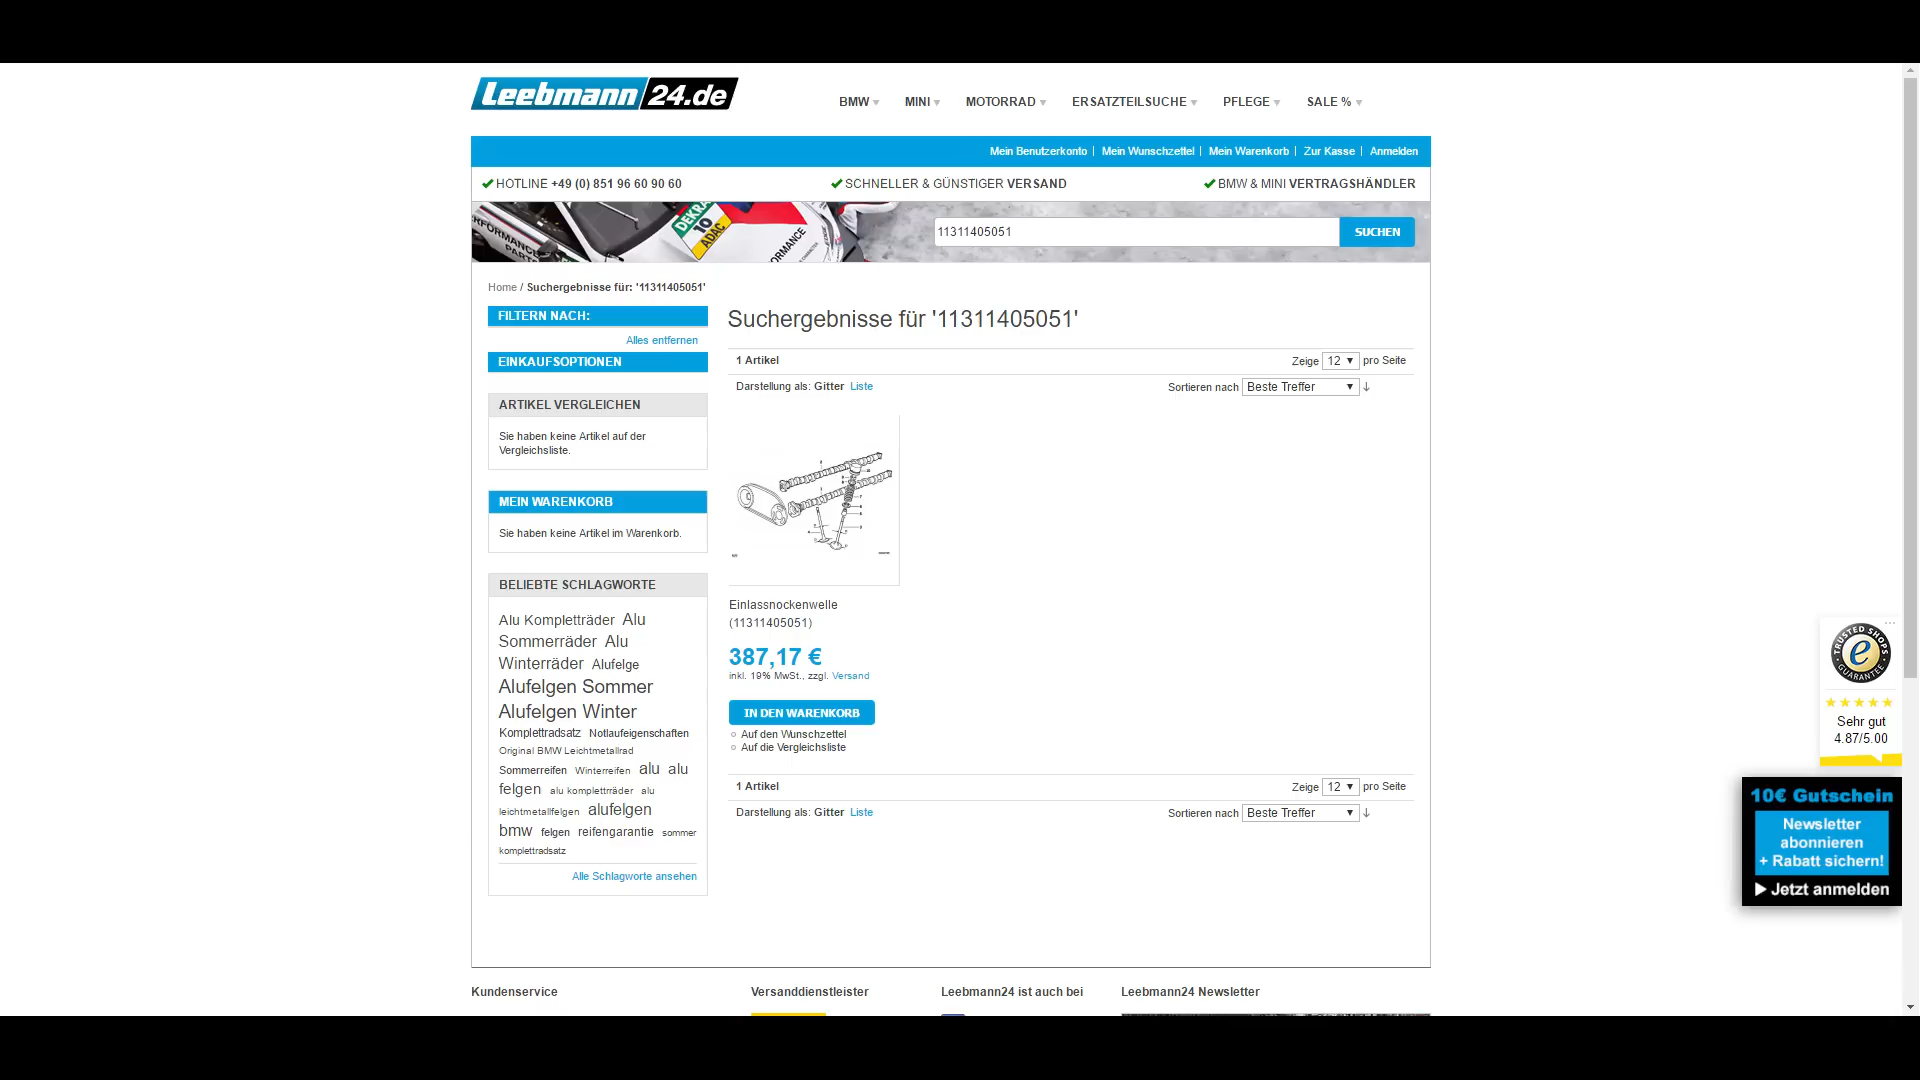 Leebmann24.de
BMW MINI MOTORRAD ERSATZTEILSUCHE PFLEGE SALE %
Mein Benutzerkonto | Mein Wunschzettel | Mein Warenkorb | Zur Kasse | Anmelden
HOTLINE +49 (0) 851 96 60 90 60
SCHNELLER & GÜNSTIGER VERSAND
BMW & MINI VERTRAGSHÄNDLER
DEKRA
10
ADAC
11311405051
SUCHEN
Home / Suchergebnisse für: '11311405051'
FILTERN NACH:
Alles entfernen
EINKAUFSOPTIONEN
ARTIKEL VERGLEICHEN
Sie haben keine Artikel auf der
Vergleichsliste.
MEIN WARENKORB
Sie haben keine Artikel im Warenkorb.
BELIEBTE SCHLAGWORTE
Alu Kompletträder Alu
Sommerräder Alu
Winterräder Alufelge
Alufelgen Sommer
Alufelgen Winter
Komplettradsatz Notlaufeigenschaften
Original BMW Leichtmetallrad
Sommerreifen Winterreifen alu alu
felgen alu komplettrräder alu
leichtmetallfelgen alufelgen
bmw felgen reifengarantie sommer
komplettradsatz
Alle Schlagworte ansehen
Suchergebnisse für '11311405051'
1 Artikel
Zeige 12 pro Seite
Darstellung als: Gitter Liste
Sortieren nach Beste Treffer
Einlassnockenwelle
(11311405051)
387,17 €
inkl. 19% MwSt., zzgl. Versand
IN DEN WARENKORB
Auf den Wunschzettel
Auf die Vergleichsliste
1 Artikel
Zeige 12 pro Seite
Darstellung als: Gitter Liste
Sortieren nach Beste Treffer
TRUSTED SHOPS
GUARANTEE
Sehr gut
4.87/5.00
10€ Gutschein
Newsletter
abonnieren
+ Rabatt sichern!
Jetzt anmelden
Kundenservice
Versanddienstleister
Leebmann24 ist auch bei
Leebmann24 Newsletter